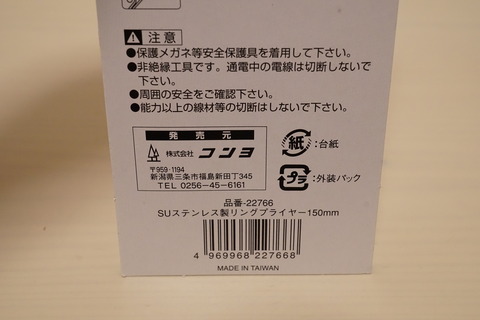 注意
●保護メガネ等安全保護具を着用して下さい。
●非絶縁工具です。通電中の電線は切断しないで
下さい。
●周囲の安全をご確認下さい。
●能力以上の線材等の切断はしないで下さい。
発売元
株式会社 コンヨ
〒959-1194
新潟県三条市福島新田丁345
TEL 0256-45-6161
紙 :台紙
プラ :外装パック
品番-22766
SUステンレス製リングプライヤー150mm
4 969968 227668
MADE IN TAIWAN